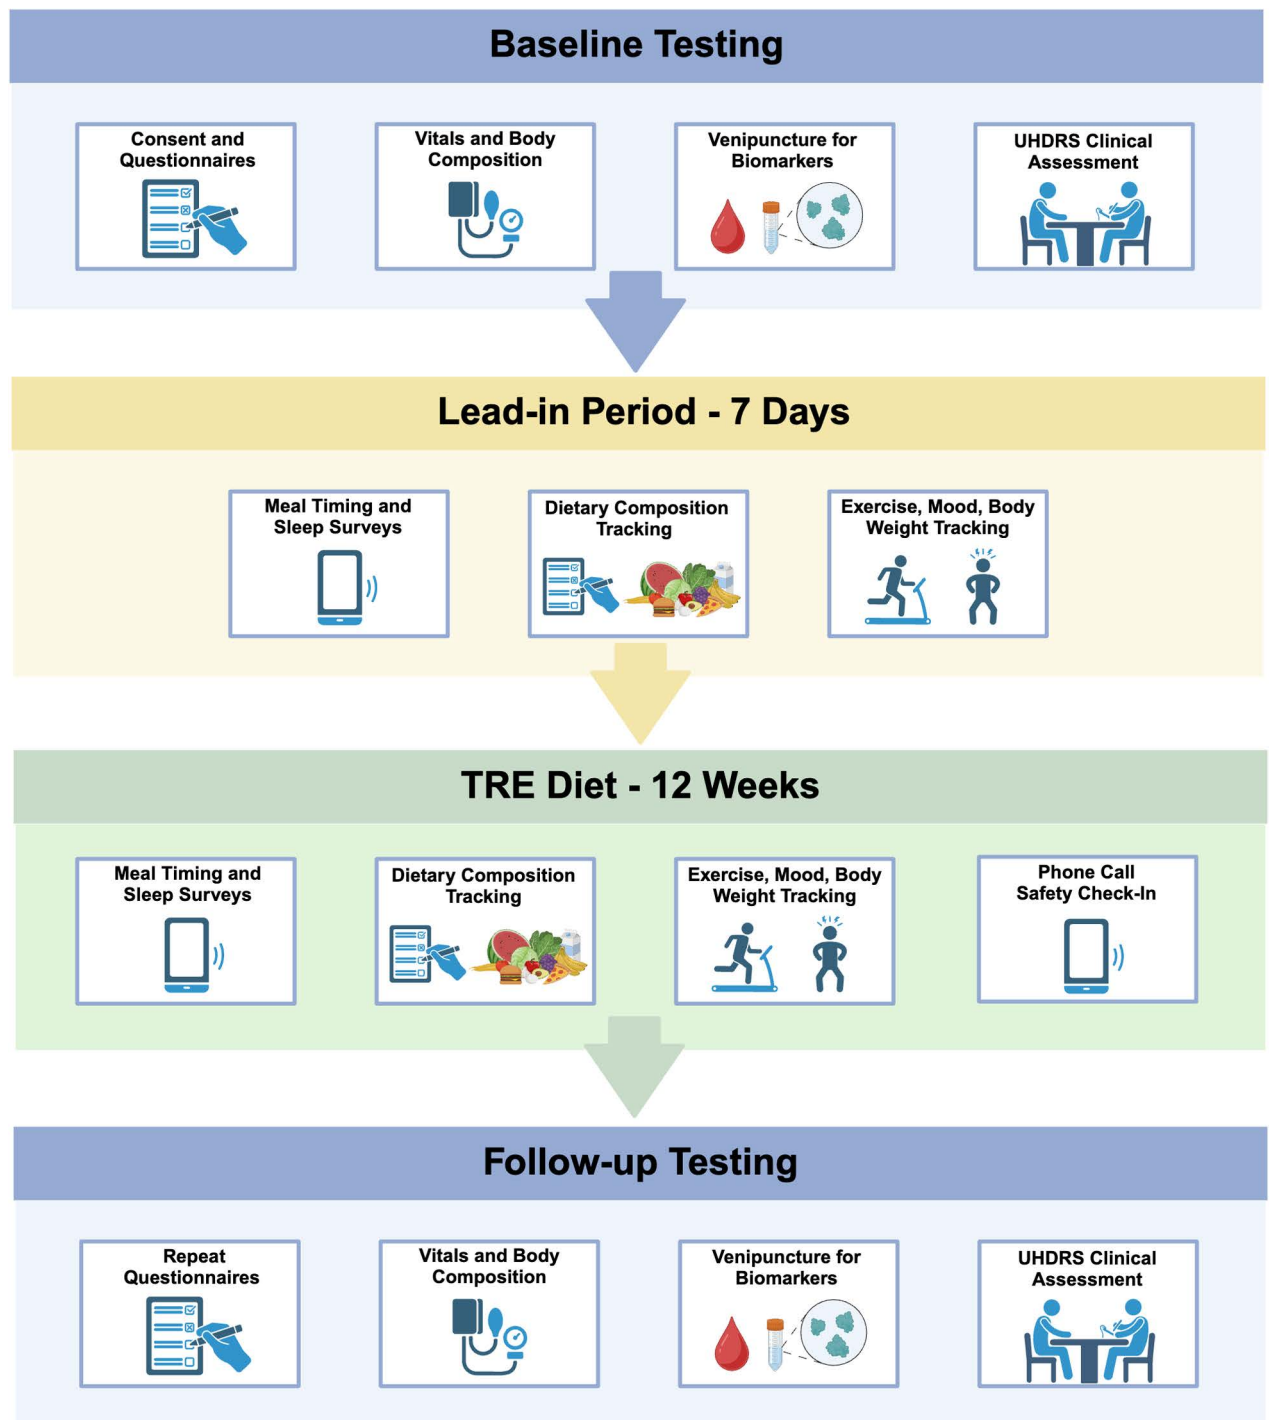 Baseline Testing
Consent and
Questionnaires
Vitals and Body
Composition
Venipuncture for
Biomarkers
UHDRS Clinical
Assessment
Lead-in Period - 7 Days
Meal Timing and
Sleep Surveys
Dietary Composition
Tracking
Exercise, Mood, Body
Weight Tracking
TRE Diet - 12 Weeks
Meal Timing and
Sleep Surveys
Dietary Composition
Tracking
Exercise, Mood, Body
Weight Tracking
Phone Call
Safety Check-In
Follow-up Testing
Repeat
Questionnaires
Vitals and Body
Composition
Venipuncture for
Biomarkers
UHDRS Clinical
Assessment